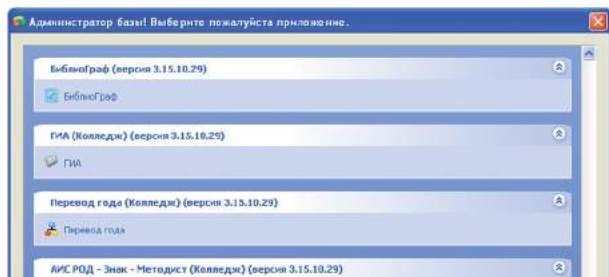 Администратор базы! Выберите пожалуйста приложение.
БиблиоГраф (версия 3.15.10.29)
БиблиоГраф
ГИА (Колледж) (версия 3.15.10.29)
ГИА
Перевод года (Колледж) (версия 3.15.10.29)
Перевод года
АИС РОД - Знак - Методист (Колледж) (версия 3.15.10.29)